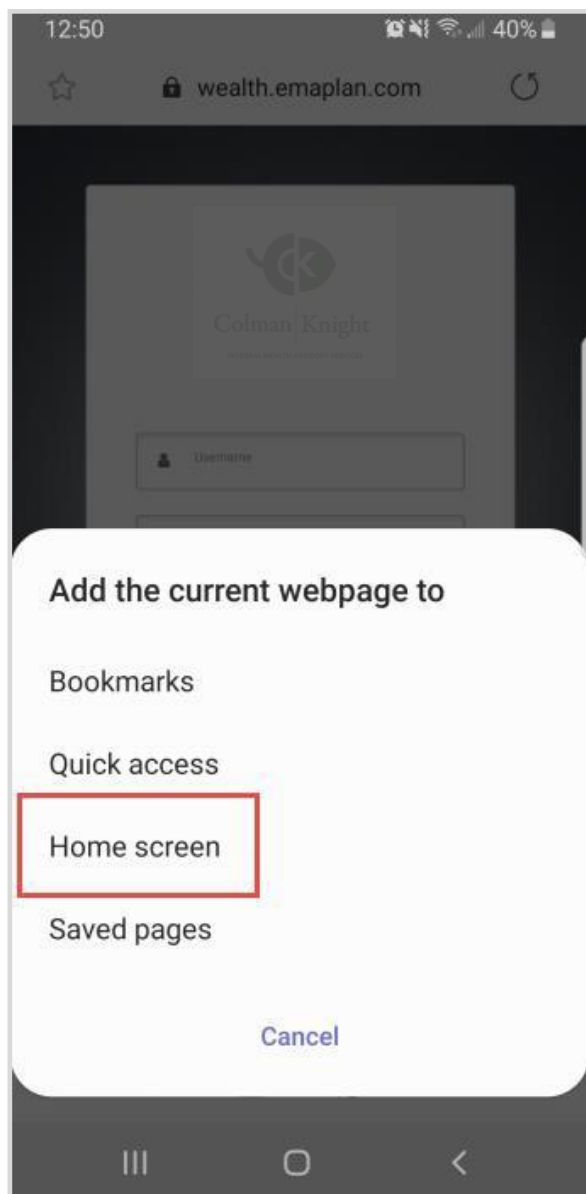 12:50 40%
wealth.emaplan.com
CK
Colman Knight
Username
Add the current webpage to
Bookmarks
Quick access
Home screen
Saved pages
Cancel